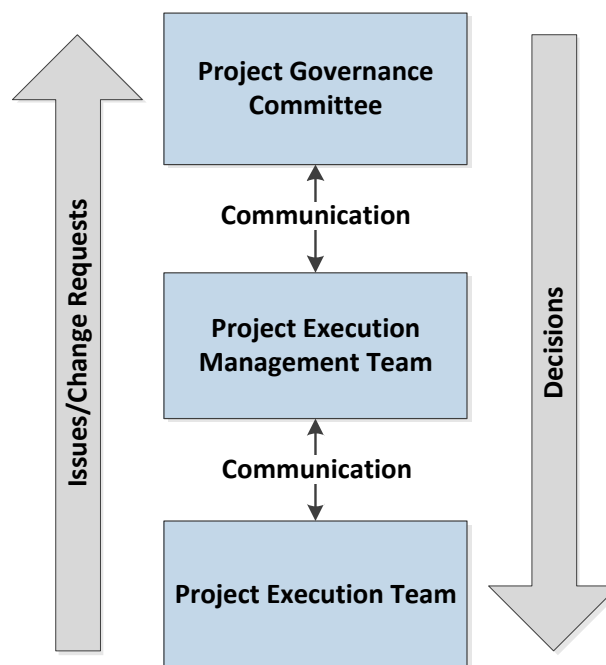 Project Governance
Committee
Communication
Issues/Change Requests
Project Execution
Management Team
Decisions
Communication
Project Execution Team